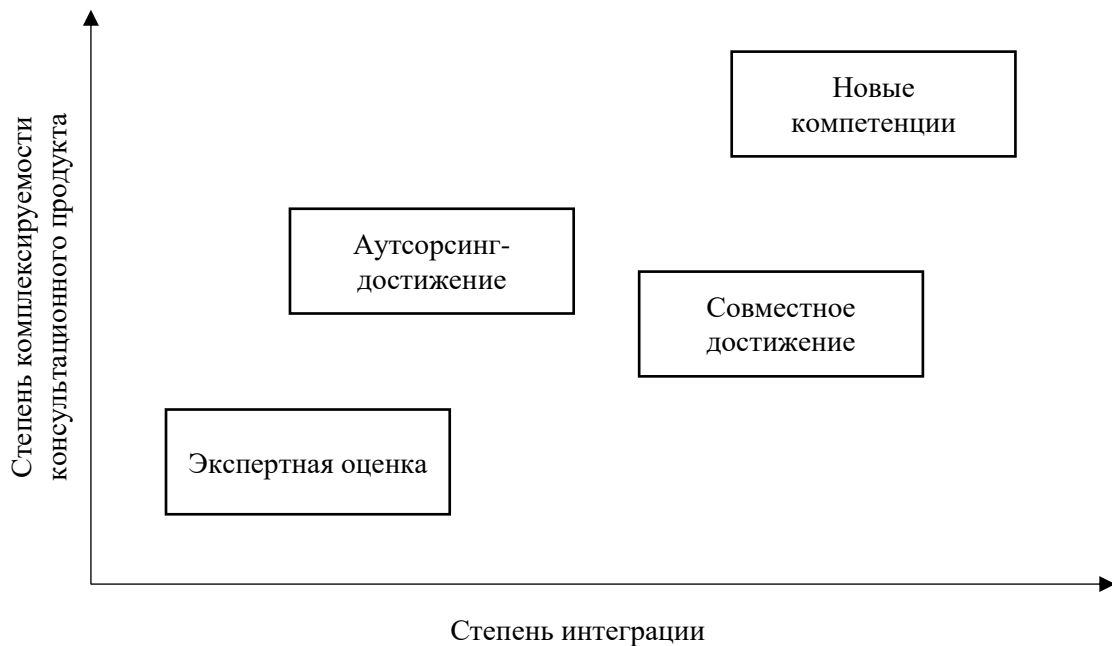 Степень комплексируемости
консультационного продукта
Новые
компетенции
Аутсорсинг-
достижение
Совместное
достижение
Экспертная оценка
Степень интеграции